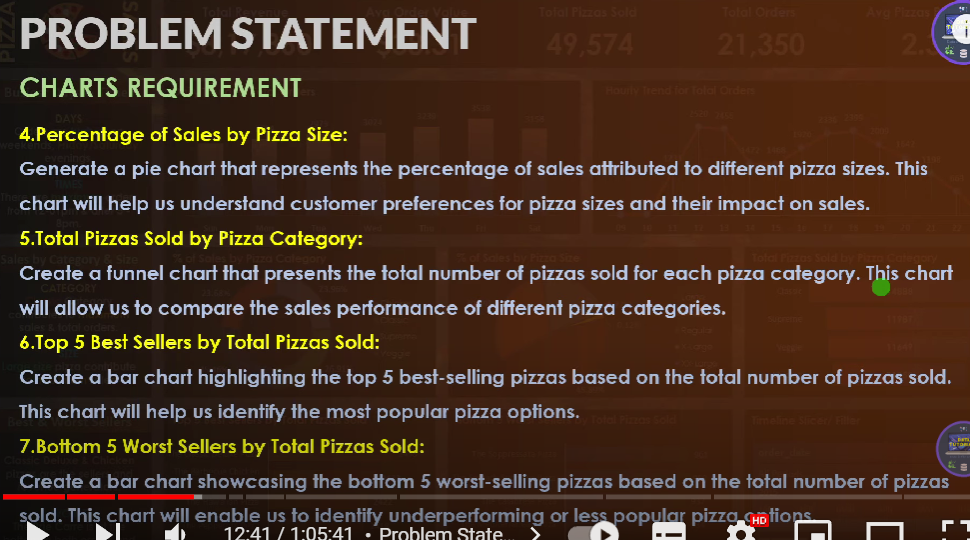 PROBLEM STATEMENT
Total Pizzas Sold
Total Orders
49,574
21,350
CHARTS REQUIREMENT
Hourly Trend for Total Orders
DAYS
4.Percentage of Sales by Pizza Size:
Generate a pie chart that represents the percentage of sales attributed to different pizza sizes. This
chart will help us understand customer preferences for pizza sizes and their impact on sales.
5.Total Pizzas Sold by Pizza Category:
Create a funnel chart that presents the total number of pizzas sold for each pizza category. This chart
CATEGORY
will allow us to compare the sales performance of different pizza categories.
6.Top 5 Best Sellers by Total Pizzas Sold:
Create a bar chart highlighting the top 5 best-selling pizzas based on the total number of pizzas sold.
This chart will help us identify the most popular pizza options.
7.Bottom 5 Worst Sellers by Total Pizzas Sold:
Create a bar chart showcasing the bottom 5 worst-selling pizzas based on the total number of pizzas
sold. This chart will enable us to identify underperforming or less popular pizza options.
12:41 / 1:05:41 • Problem State...
HD